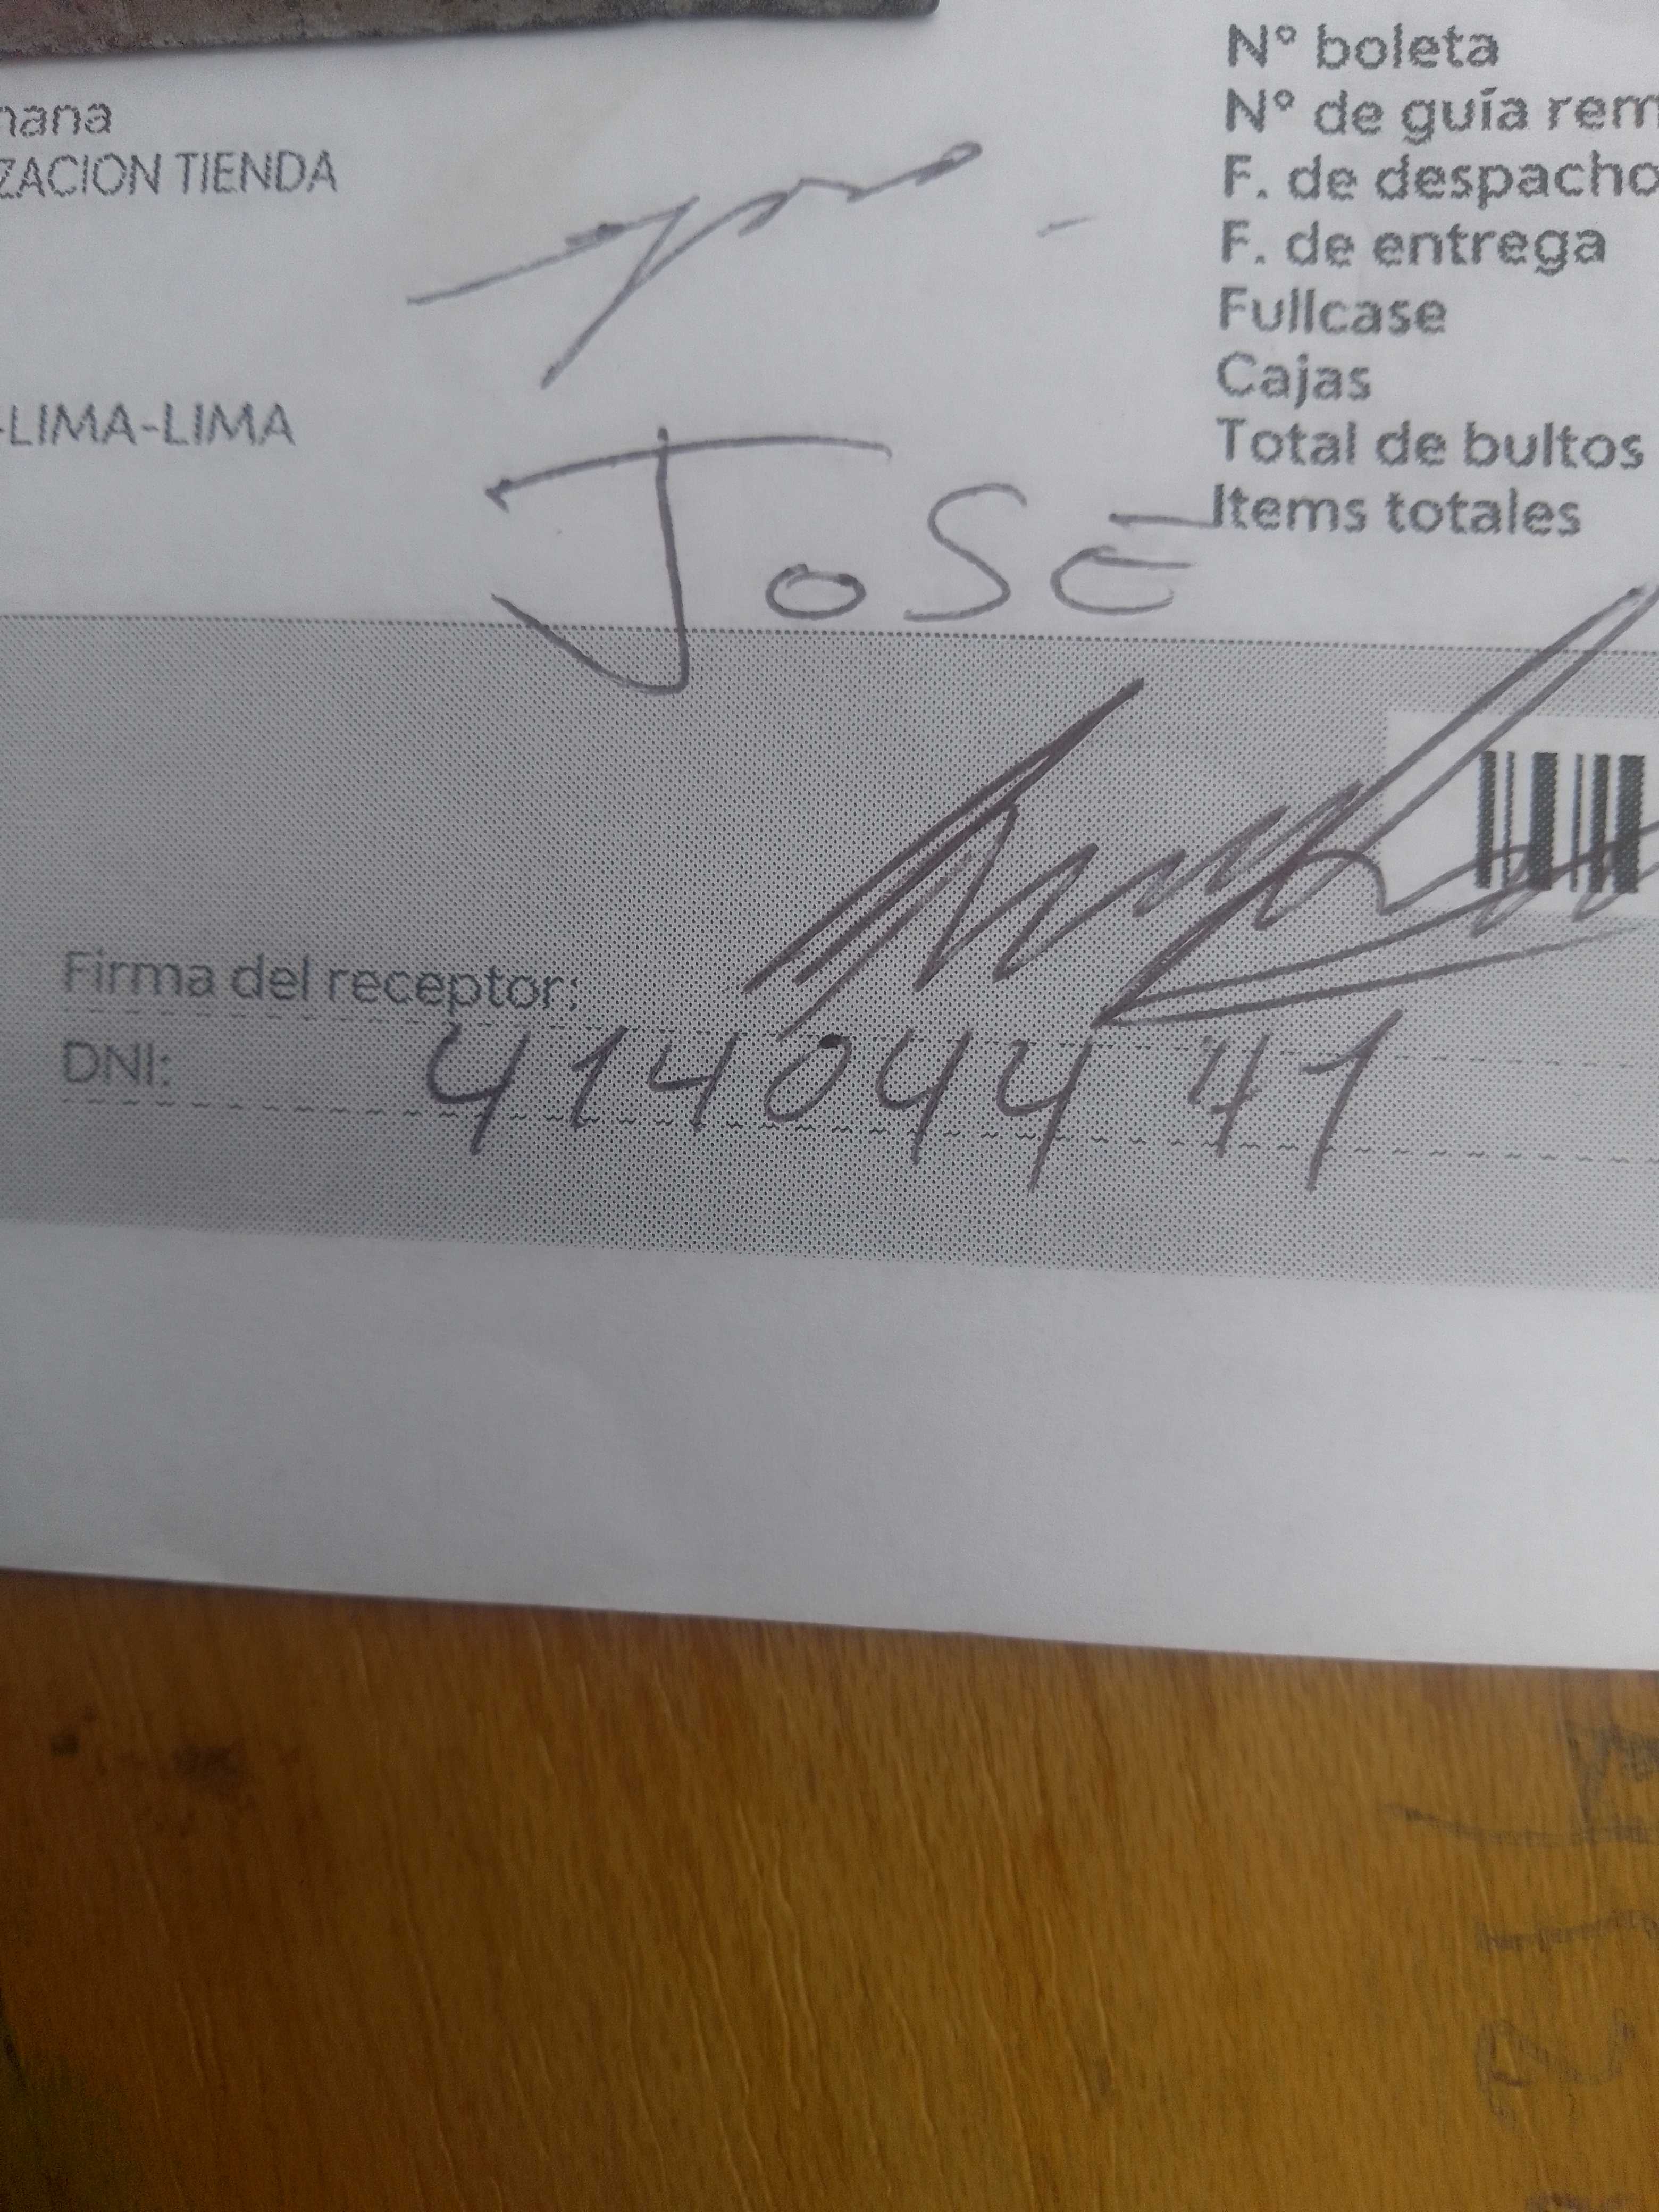 N° boleta
nana
N° de guía rem
ZACION TIENDA
F. de despacho
F. de entrega
Fullcase
Cajas
-LIMA-LIMA
Total de bultos
Items totales
JoSE
Firma del receptor:
DNI: 41404441